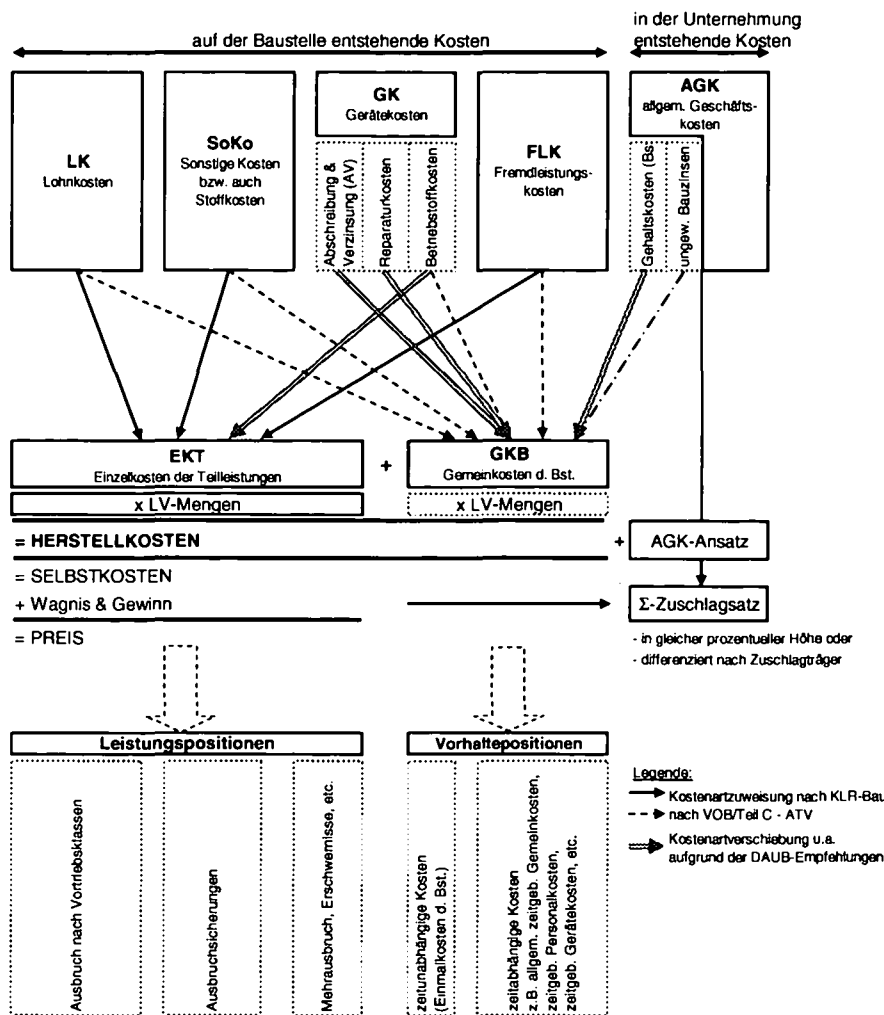 auf der Baustelle entstehende Kosten
in der Unternehmung
entstehende Kosten
LK
Lohnkosten
SoKo
Sonstige Kosten
bzw. auch
Stoffkosten
GK
Gerätekosten
Abschreibung &
Verzinsung (AV)
Reparaturkosten
Betriebstoffkosten
FLK
Fremdleistungs-
kosten
AGK
allgem. Geschäfts-
kosten
Gehaltskosten (Bst
ungew. Bauzinsen
EKT
Einzelkosten der Teilleistungen
+
GKB
Gemeinkosten d. Bst.
x LV-Mengen
x LV-Mengen
= HERSTELLKOSTEN
+
AGK-Ansatz
= SELBSTKOSTEN
+ Wagnis & Gewinn
Σ-Zuschlagsatz
= PREIS
- in gleicher prozentueller Höhe oder
- differenziert nach Zuschlagträger
Leistungspositionen
Vorhaltepositionen
Ausbruch nach Vortriebsklassen
Ausbruchsicherungen
Mehrausbruch, Erschwernisse, etc.
zeitunabhängige Kosten
(Einmalkosten d. Bst.)
zeitabhängige Kosten
z.B. allgem. zeitgeb. Gemeinkosten,
zeitgeb. Personalkosten,
zeitgeb. Gerätekosten, etc.
Legende:
Kostenartzuweisung nach KLR-Bau
nach VOB/Teil C - ATV
Kostenartverschiebung u.a.
aufgrund der DAUB-Empfehlungen